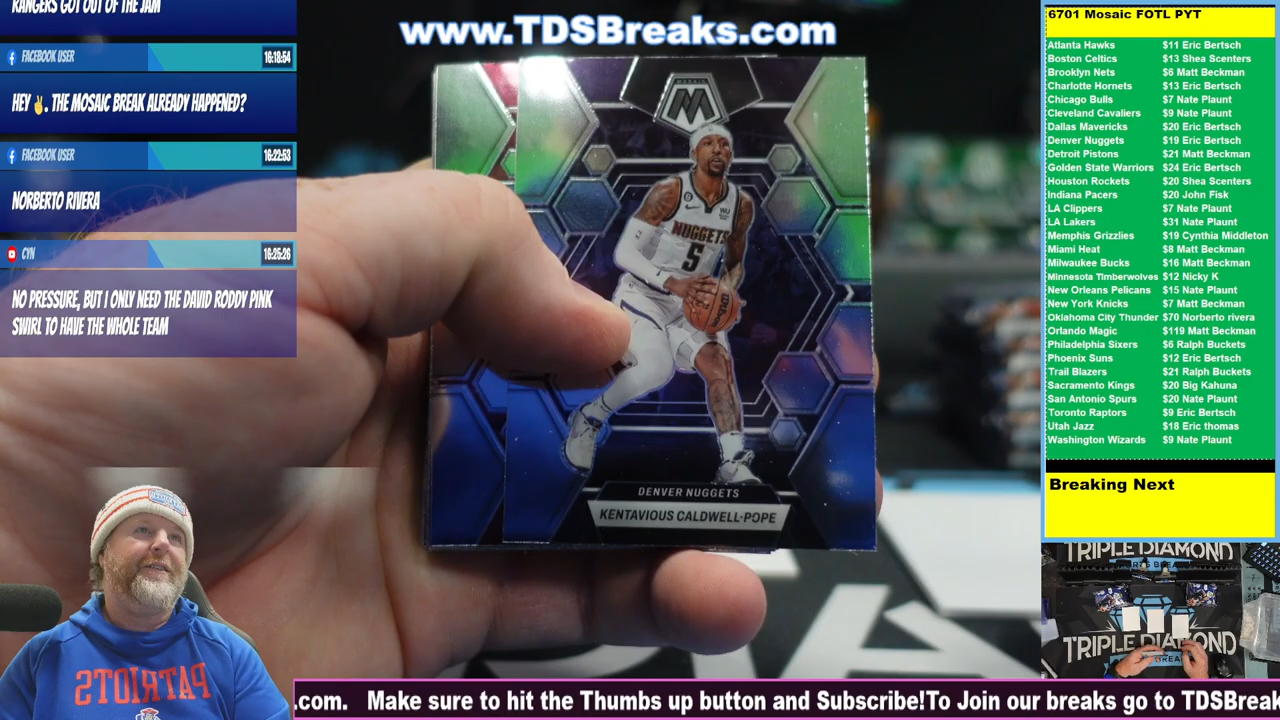 RANGERS GOT OUT OF THE JAM
FACEBOOK USER
16:18:54
HEY ✌. THE MOSAIC BREAK ALREADY HAPPENED?
FACEBOOK USER
16:22:53
NORBERTO RIVERA
CYN
16:25:26
NO PRESSURE, BUT I ONLY NEED THE DAVID RODDY PINK
SWIRL TO HAVE THE WHOLE TEAM
www.TDSBreaks.com
MOSAIC
NUGGETS
5
DENVER NUGGETS
KENTAVIOUS CALDWELL-POPE
PATRIOTS
6701 Mosaic FOTL PYT
Atlanta Hawks $11 Eric Bertsch
Boston Celtics $13 Shea Scenters
Brooklyn Nets $6 Matt Beckman
Charlotte Hornets $13 Eric Bertsch
Chicago Bulls $7 Nate Plaunt
Cleveland Cavaliers $9 Nate Plaunt
Dallas Mavericks $20 Eric Bertsch
Denver Nuggets $19 Eric Bertsch
Detroit Pistons $21 Matt Beckman
Golden State Warriors $24 Eric Bertsch
Houston Rockets $20 Shea Scenters
Indiana Pacers $20 John Fisk
LA Clippers $7 Nate Plaunt
LA Lakers $31 Nate Plaunt
Memphis Grizzlies $19 Cynthia Middleton
Miami Heat $8 Matt Beckman
Milwaukee Bucks $16 Matt Beckman
Minnesota Timberwolves $12 Nicky K
New Orleans Pelicans $15 Nate Plaunt
New York Knicks $7 Matt Beckman
Oklahoma City Thunder $70 Norberto rivera
Orlando Magic $119 Matt Beckman
Philadelphia Sixers $6 Ralph Buckets
Phoenix Suns $12 Eric Bertsch
Trail Blazers $21 Ralph Buckets
Sacramento Kings $20 Big Kahuna
San Antonio Spurs $20 Nate Plaunt
Toronto Raptors $9 Eric Bertsch
Utah Jazz $18 Eric thomas
Washington Wizards $9 Nate Plaunt
Breaking Next
TRIPLE DIAMOND
TRIPLE DIAMOND
.com. Make sure to hit the Thumbs up button and Subscribe!To Join our breaks go to TDSBreak